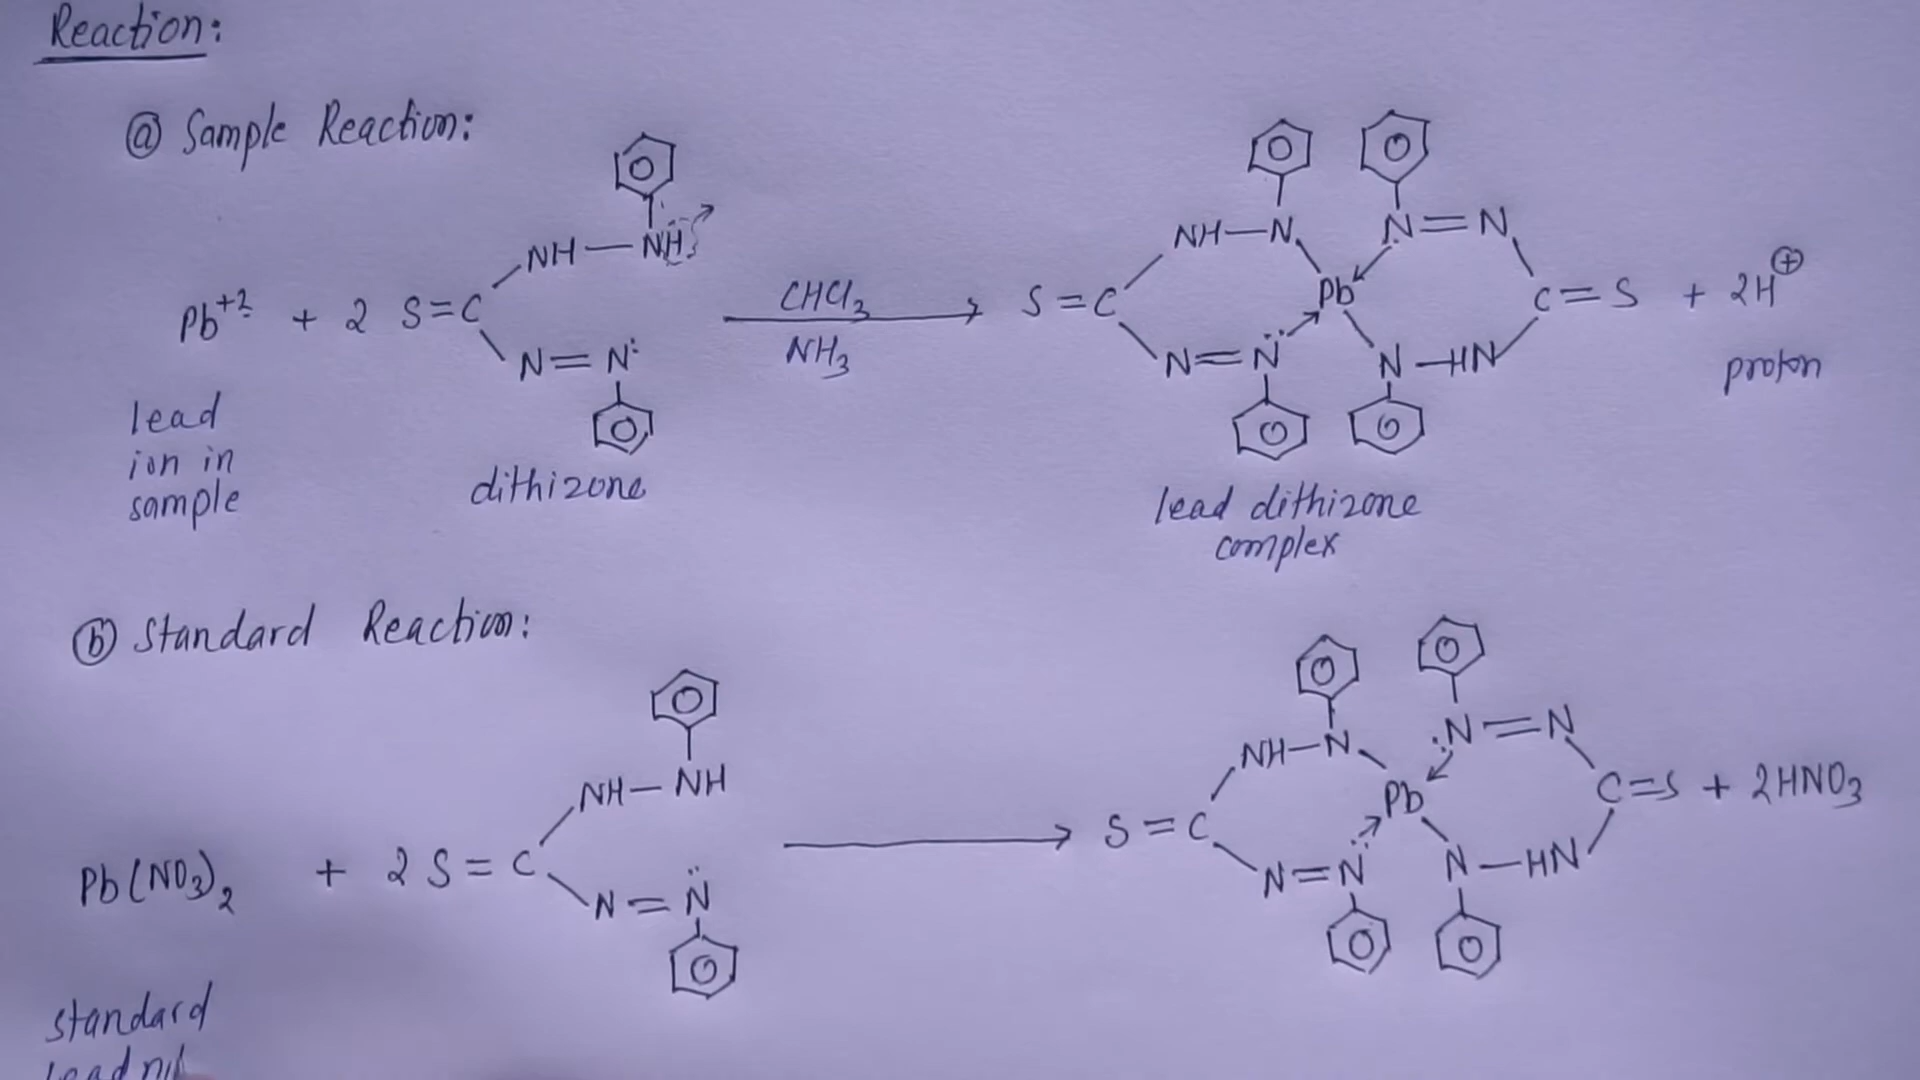 Reaction:
ⓐ Sample Reaction:
NH — NH
Pb⁺² + 2 S=C
N = N̈
CHCl₃
NH₃
NH—N N=N
S=C Pb C=S + 2H⊕
N=N̈ N—HN
lead
ion in
sample
dithizone
lead dithizone
complex
proton
ⓑ Standard Reaction:
NH — NH
Pb(NO₃)₂ + 2 S=C
N = N̈
NH—N N=N
S=C Pb C=S + 2HNO₃
N=N̈ N—HN
standard
lead